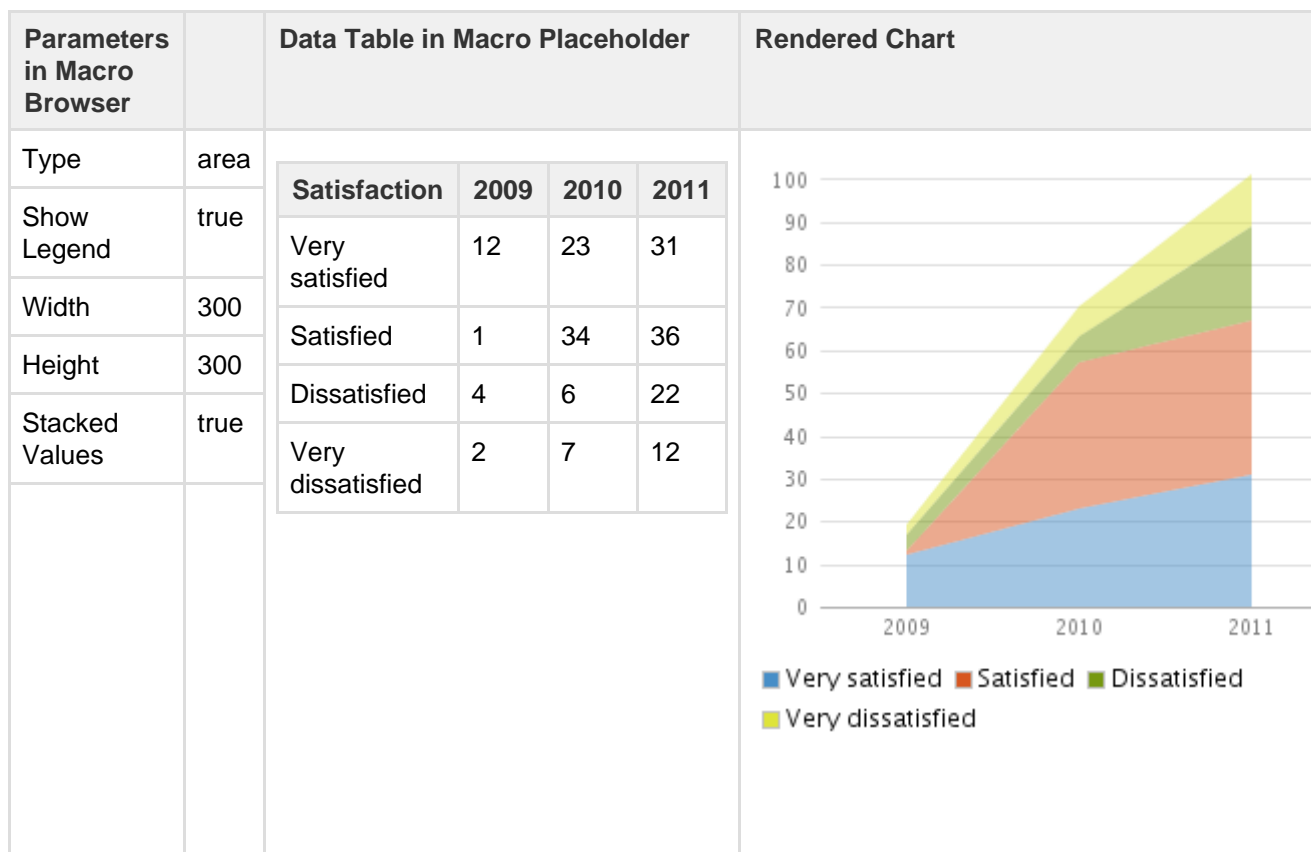 Parameters
in Macro
Browser
Data Table in Macro Placeholder
Rendered Chart
Type area
Show
Legend
true
Width 300
Height 300
Stacked
Values
true
Satisfaction 2009 2010 2011
Very
satisfied
12 23 31
Satisfied 1 34 36
Dissatisfied 4 6 22
Very
dissatisfied
2 7 12
100
90
80
70
60
50
40
30
20
10
0
2009 2010 2011
Very satisfied Satisfied Dissatisfied
Very dissatisfied